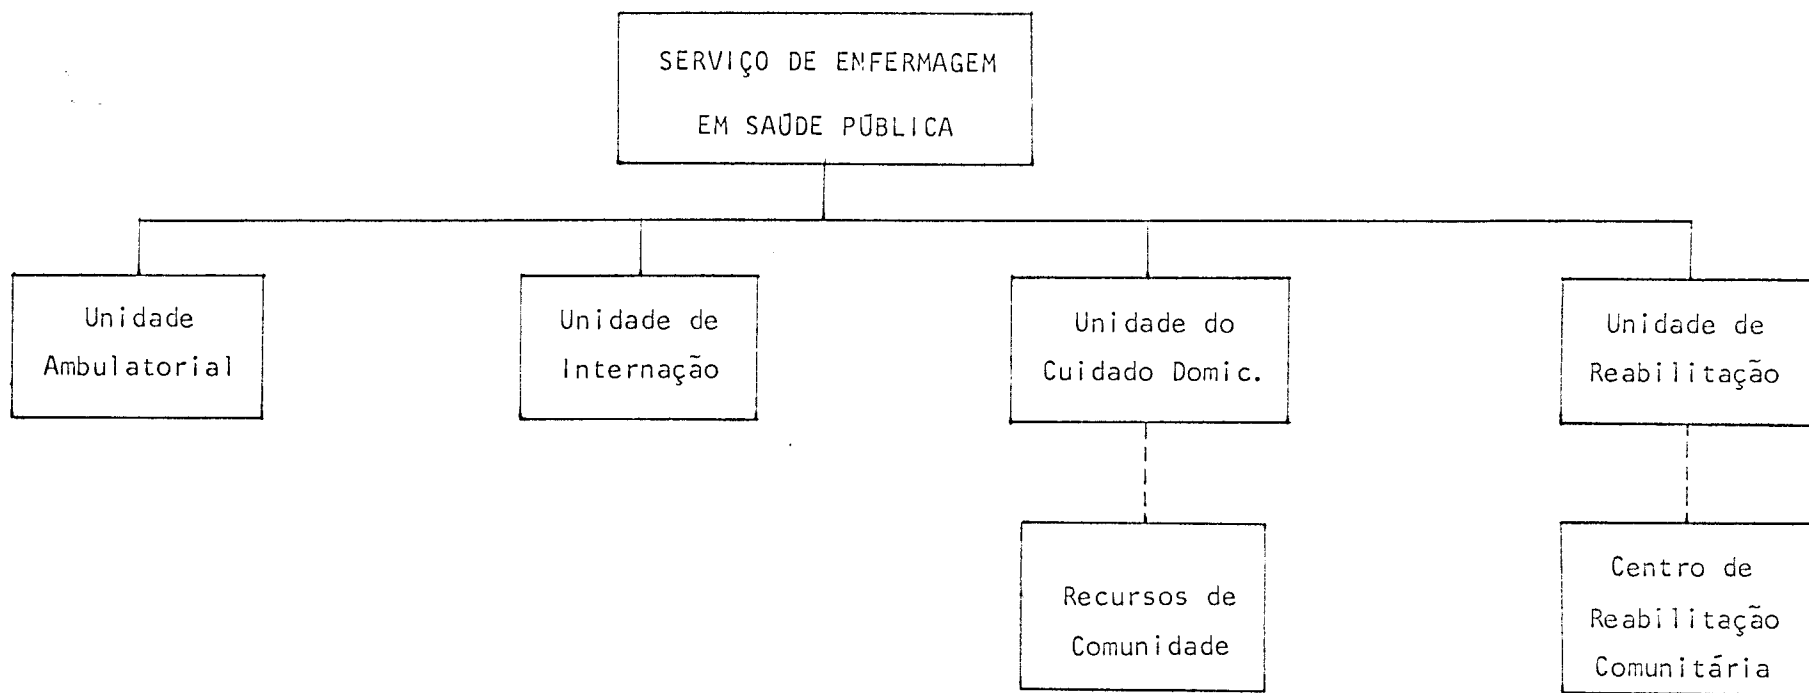 SERVIÇO DE ENFERMAGEM
EM SAÚDE PÚBLICA
Unidade
Ambulatorial
Unidade de
Internação
Unidade do
Cuidado Domic.
Unidade de
Reabilitação
Recursos de
Comunidade
Centro de
Reabilitação
Comunitária